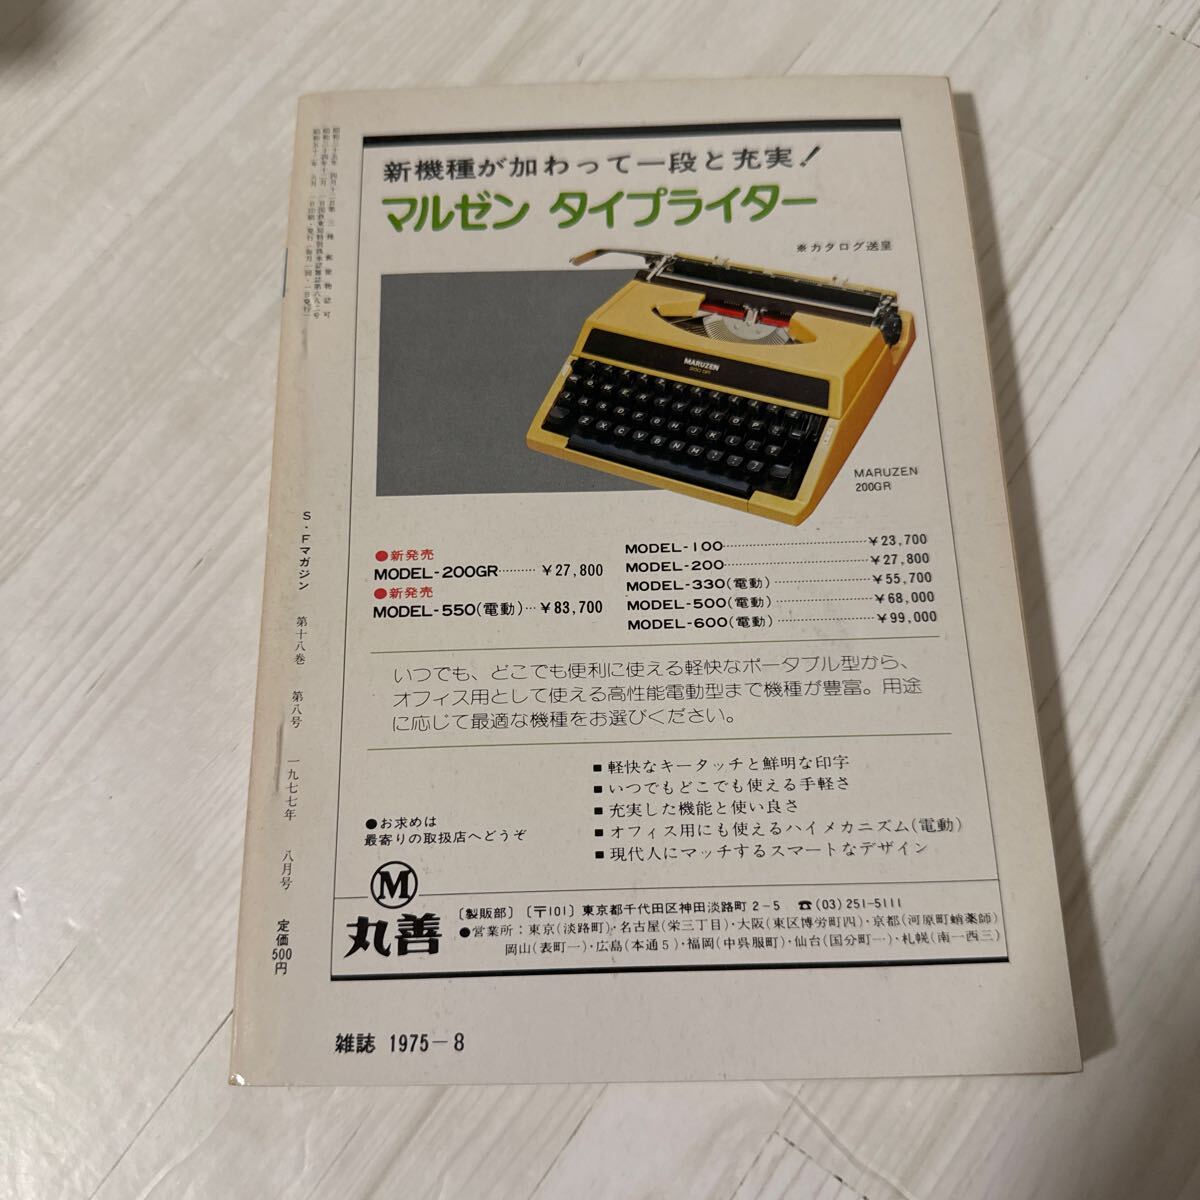 新機種が加わって一段と充実!
マルゼン タイプライター
※カタログ送呈
MARUZEN
200GR
MARUZEN
200GR
●新発売
MODEL-200GR……… ¥27,800
●新発売
MODEL-550(電動)… ¥83,700
MODEL-100……………………… ¥23,700
MODEL-200……………………… ¥27,800
MODEL-330(電動)……………… ¥55,700
MODEL-500(電動)……………… ¥68,000
MODEL-600(電動)……………… ¥99,000
いつでも、どこでも便利に使える軽快なポータブル型から、
オフィス用として使える高性能電動型まで機種が豊富。用途
に応じて最適な機種をお選びください。
■軽快なキータッチと鮮明な印字
■いつでもどこでも使える手軽さ
■充実した機能と使い良さ
■オフィス用にも使えるハイメカニズム(電動)
■現代人にマッチするスマートなデザイン
●お求めは
最寄りの取扱店へどうぞ
M
丸善
〔製販部〕〔〒101〕東京都千代田区神田淡路町2-5 ☎(03)251-5111
●営業所:東京(淡路町)・名古屋(栄三丁目)・大阪(東区博労町四)・京都(河原町蛸薬師)
岡山(表町一)・広島(本通5)・福岡(中呉服町)・仙台(国分町一)・札幌(南一西三)
雑誌 1975-8
S・Fマガジン 第十八巻 第八号 一九七七年 八月号 定価500円